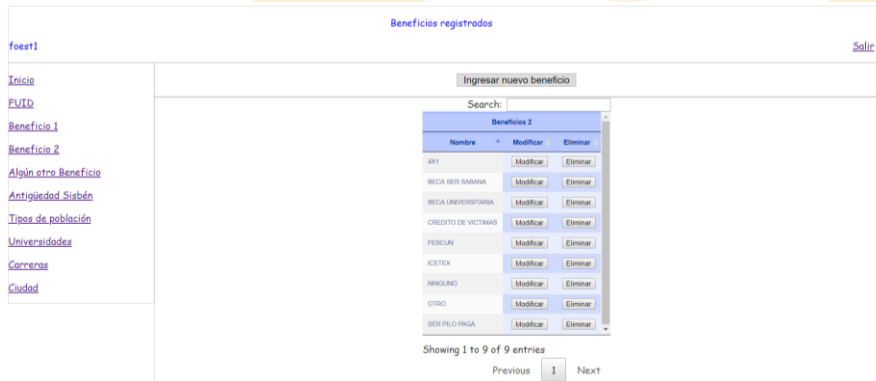 Beneficios registrados
foest1
Salir
Inicio
FUID
Beneficio 1
Beneficio 2
Algún otro Beneficio
Antigüedad Sisbén
Tipos de población
Universidades
Carreras
Ciudad
Ingresar nuevo beneficio
Search:
Beneficios 2
Nombre Modificar Eliminar
4X1 Modificar Eliminar
BECA SER SABANA Modificar Eliminar
BECA UNIVERSITARIA Modificar Eliminar
CREDITO DE VICTIMAS Modificar Eliminar
FESCUN Modificar Eliminar
ICETEX Modificar Eliminar
NINGUNO Modificar Eliminar
OTRO Modificar Eliminar
SER PILO PAGA Modificar Eliminar
Showing 1 to 9 of 9 entries
Previous 1 Next